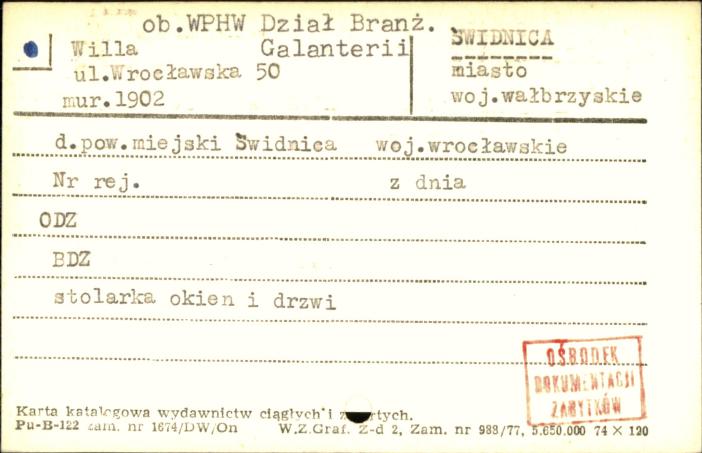 ob.WPHW Dział Branż.
Willa Galanterii
ul.Wrocławska 50
mur.1902
ŚWIDNICA
miasto
woj.wałbrzyskie
d.pow.miejski Świdnica woj.wrocławskie
Nr rej. z dnia
ODZ
BDZ
stolarka okien i drzwi
OŚRODEK
DOKUMENTACJI
ZABYTKÓW
Karta katalogowa wydawnictw ciągłych i zwartych.
Pu-B-122 zam. nr 1674/DW/On W.Z.Graf. Z-d 2, Zam. nr 988/77, 5.650.000 74 × 120